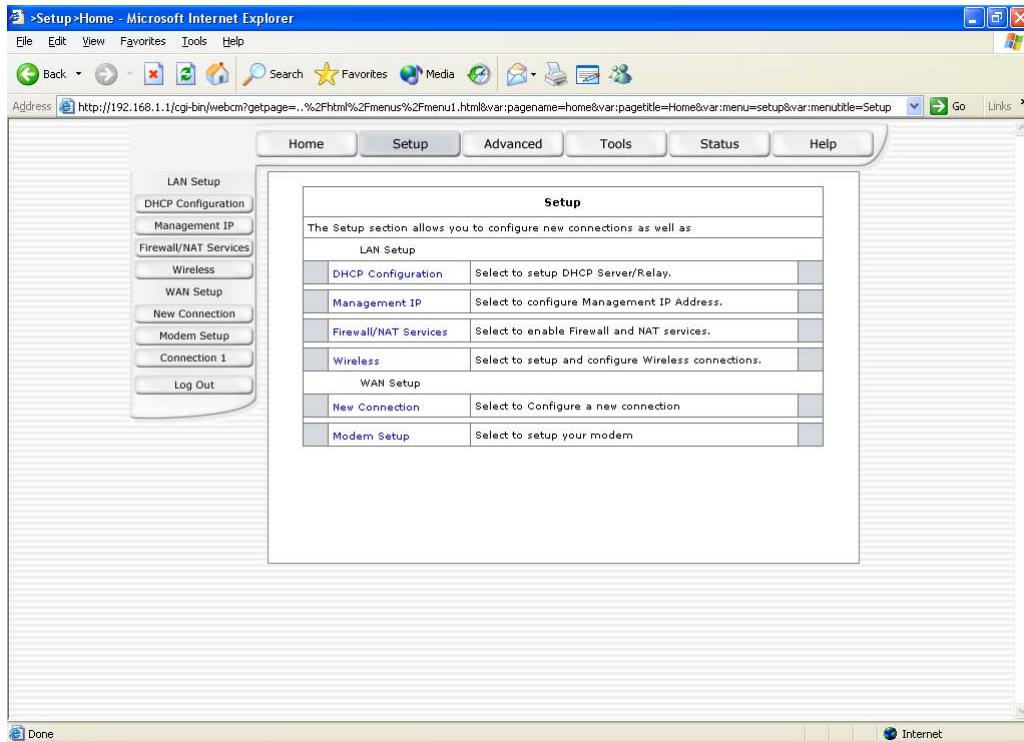 >Setup>Home - Microsoft Internet Explorer
File Edit View Favorites Tools Help
Back Search Favorites Media
Address http://192.168.1.1/cgi-bin/webcm?getpage=..%2Fhtml%2Fmenus%2Fmenu1.html&var:pagename=home&var:pagetitle=Home&var:menu=setup&var:menutitle=Setup Go Links
Home Setup Advanced Tools Status Help
LAN Setup
DHCP Configuration
Management IP
Firewall/NAT Services
Wireless
WAN Setup
New Connection
Modem Setup
Connection 1
Log Out
Setup
The Setup section allows you to configure new connections as well as
LAN Setup
DHCP Configuration Select to setup DHCP Server/Relay.
Management IP Select to configure Management IP Address.
Firewall/NAT Services Select to enable Firewall and NAT services.
Wireless Select to setup and configure Wireless connections.
WAN Setup
New Connection Select to Configure a new connection
Modem Setup Select to setup your modem
Done Internet